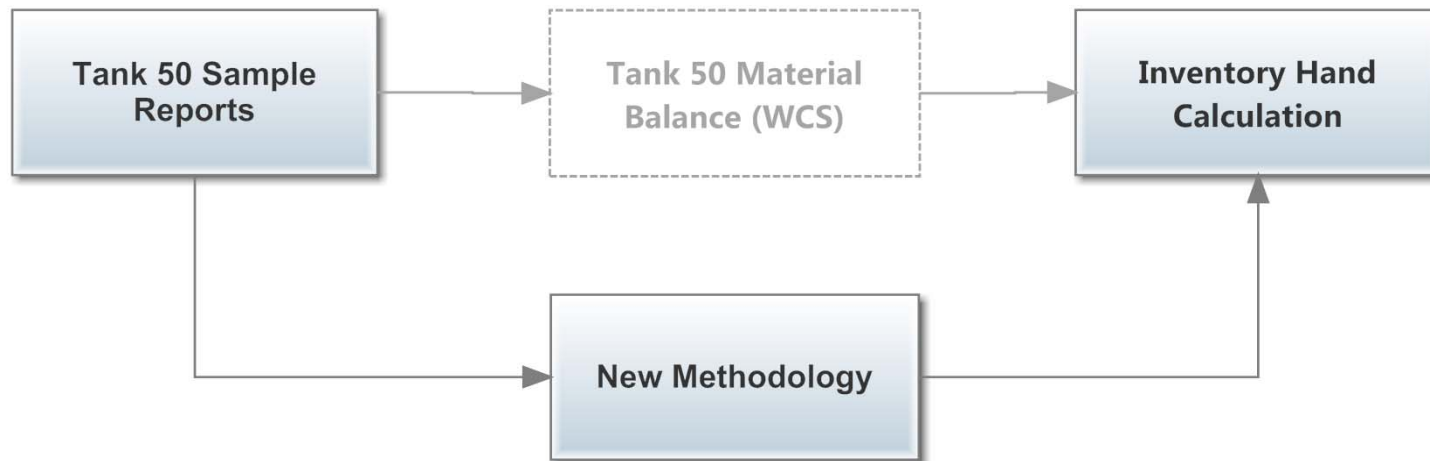 Tank 50 Sample
Reports
Tank 50 Material
Balance (WCS)
Inventory Hand
Calculation
New Methodology